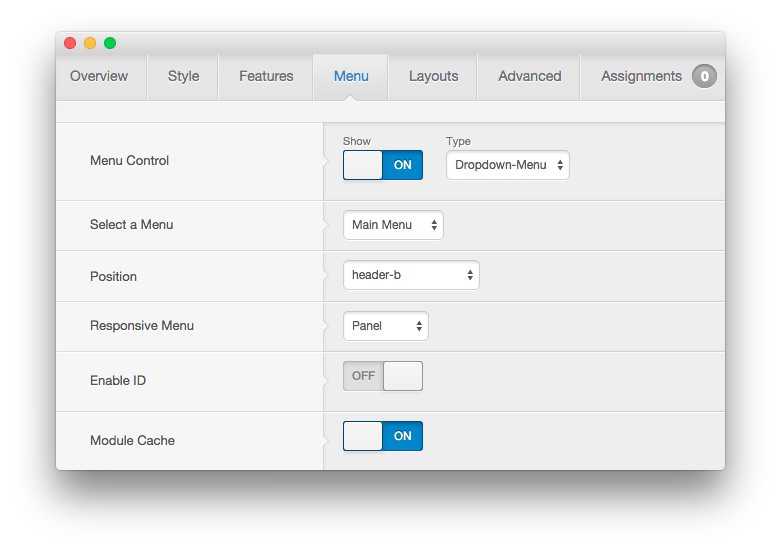 Overview Style Features Menu Layouts Advanced Assignments 0
Show Type
Menu Control ON Dropdown-Menu
Select a Menu Main Menu
Position header-b
Responsive Menu Panel
Enable ID OFF
Module Cache ON